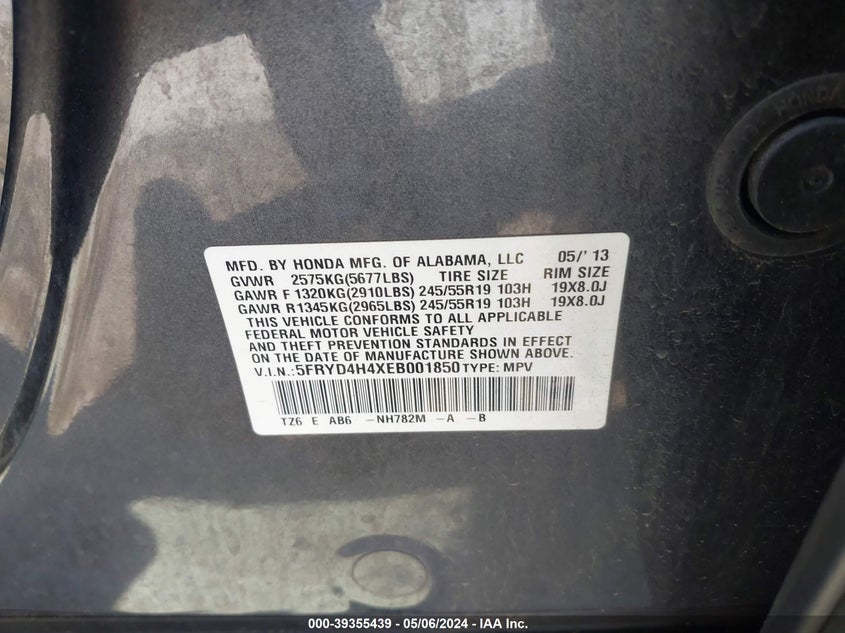 HONDA
MFD. BY HONDA MFG. OF ALABAMA, LLC 05/' 13
GVWR 2575KG(5677LBS) TIRE SIZE RIM SIZE
GAWR F 1320KG(2910LBS) 245/55R19 103H 19X8.0J
GAWR R1345KG(2965LBS) 245/55R19 103H 19X8.0J
THIS VEHICLE CONFORMS TO ALL APPLICABLE
FEDERAL MOTOR VEHICLE SAFETY
AND THEFT PREVENTION STANDARDS IN EFFECT
ON THE DATE OF MANUFACTURE SHOWN ABOVE.
V.I.N.:5FRYD4H4XEB001850 TYPE: MPV
TZ6 E AB6 -NH782M -A -B
000-39355439 - 05/06/2024 - IAA Inc.